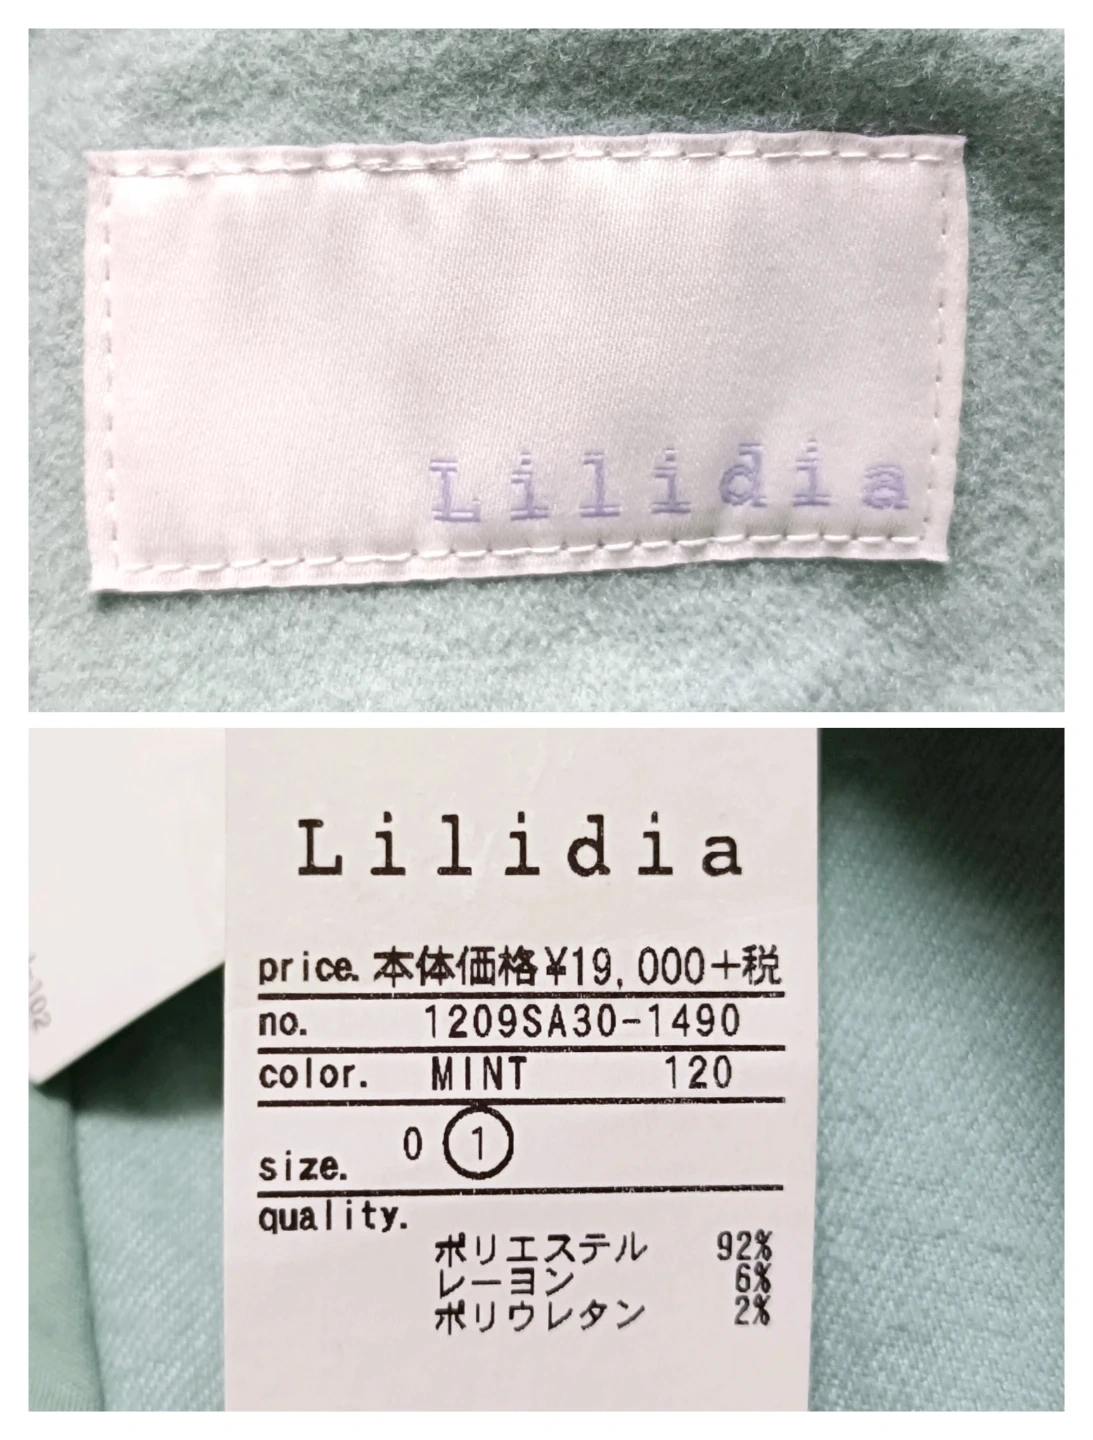 Lilidia
Lilidia
price. 本体価格¥19,000+税
no. 1209SA30-1490
color. MINT 120
size. 0 1
quality.
ポリエステル 92%
レーヨン 6%
ポリウレタン 2%